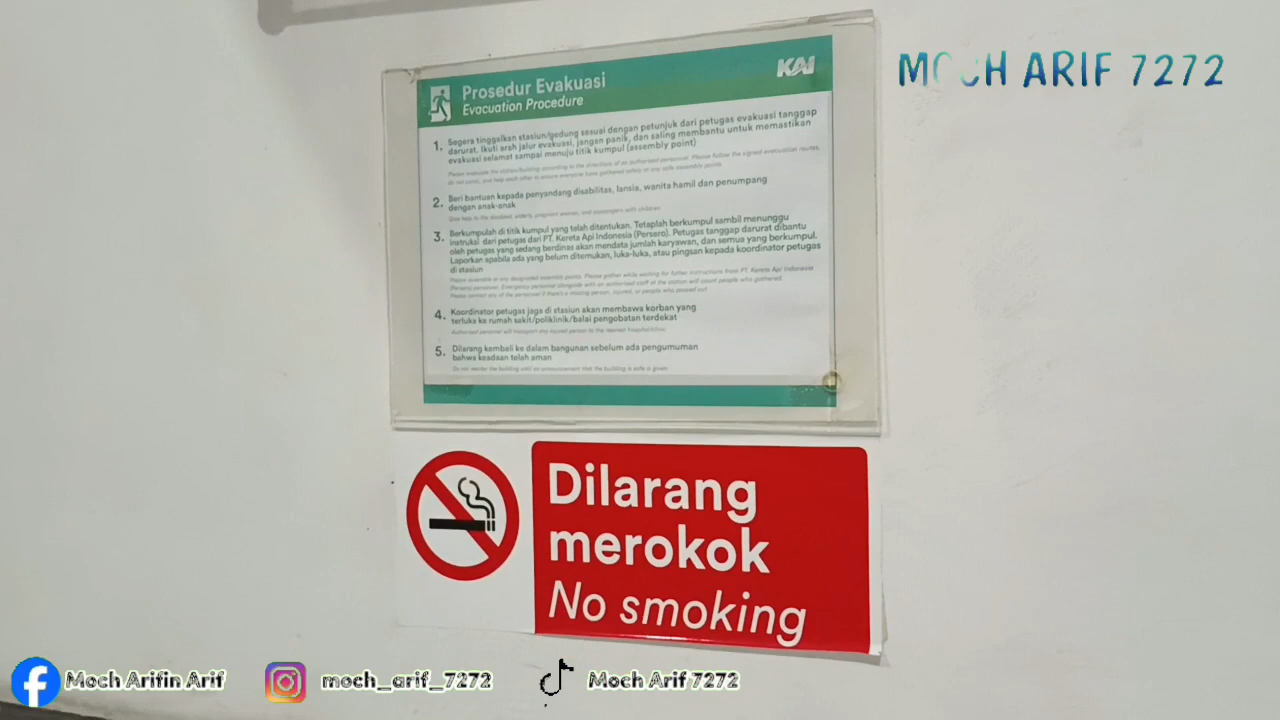 MOCH ARIF 7272
KAI
Prosedur Evakuasi
Evacuation Procedure
1. Segera tinggalkan stasiun/gedung sesuai dengan petunjuk dari petugas evakuasi tanggap
darurat. Ikuti arah jalur evakuasi, jangan panik, dan saling membantu untuk memastikan
evakuasi selamat sampai menuju titik kumpul (assembly point)
Please evacuate the station/building according to the directions of an authorised personnel. Please follow the signed evacuation routes,
do not panic, and help each other to ensure everyone have gathered safely at any safe assembly points
2. Beri bantuan kepada penyandang disabilitas, lansia, wanita hamil dan penumpang
dengan anak-anak
Give help to the disabled, elderly, pregnant women, and passengers with children
3. Berkumpulah di titik kumpul yang telah ditentukan. Tetaplah berkumpul sambil menunggu
instruksi dari petugas dari PT. Kereta Api Indonesia (Persero). Petugas tanggap darurat dibantu
oleh petugas yang sedang berdinas akan mendata jumlah karyawan, dan semua yang berkumpul.
Laporkan apabila ada yang belum ditemukan, luka-luka, atau pingsan kepada koordinator petugas
di stasiun
Please assemble at any designated assembly points. Please gather while waiting for futher instructions from PT. Kereta Api Indonesia
(Persero) personnel. Emergency personnel alongside with an authorised staff at the station will count people who gathered.
Please contact any of the personnel if there's a missing person, injured, or people who passed out
4. Koordinator petugas jaga di stasiun akan membawa korban yang
terluka ke rumah sakit/poliklinik/balai pengobatan terdekat
Authorised personnel will transport any injured person to the nearest hospital/clinic
5. Dilarang kembali ke dalam bangunan sebelum ada pengumuman
bahwa keadaan telah aman
Do not reenter the building until an announcement that the building is safe is given
Dilarang
merokok
No smoking
Moch Arifin Arif
moch_arif_7272
Moch Arif 7272